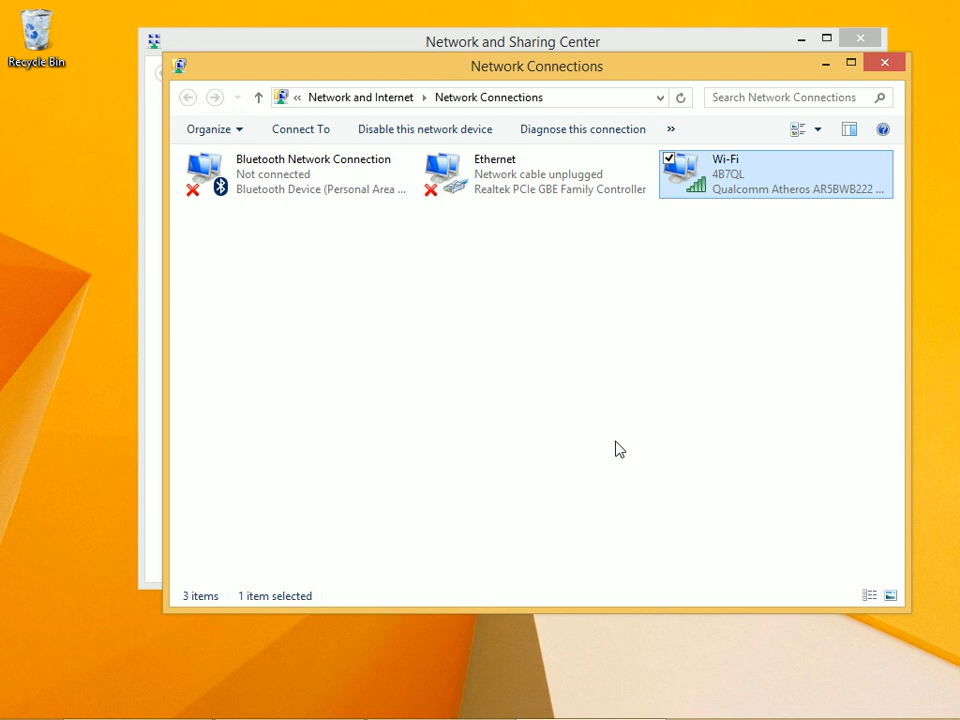 Recycle Bin
Network and Sharing Center
Network Connections
« Network and Internet Network Connections
Search Network Connections
Organize Connect To Disable this network device Diagnose this connection »
Bluetooth Network Connection
Not connected
Bluetooth Device (Personal Area ...
Ethernet
Network cable unplugged
Realtek PCIe GBE Family Controller
Wi-Fi
4B7QL
Qualcomm Atheros AR5BWB222 ...
3 items 1 item selected